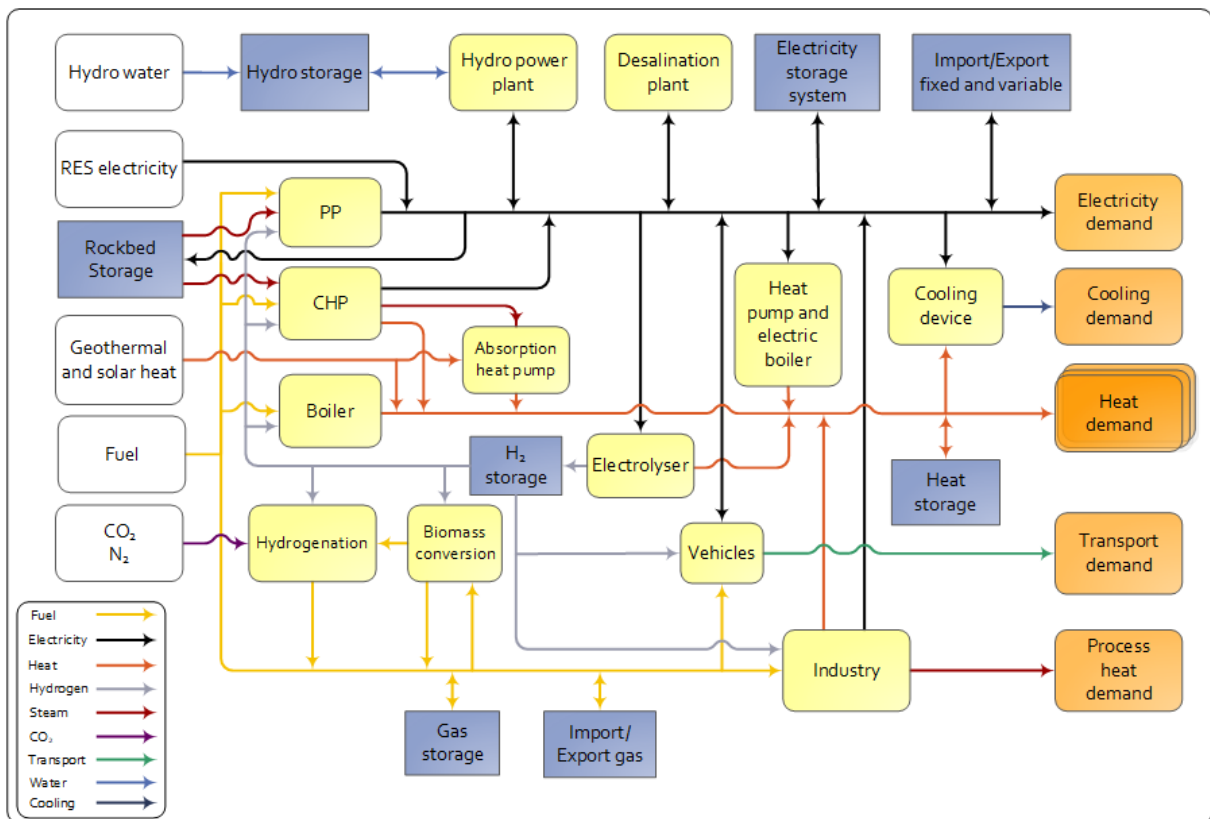 Hydro water
Hydro storage
Hydro power
plant
Desalination
plant
Electricity
storage
system
Import/Export
fixed and variable
RES electricity
PP
Electricity
demand
Rockbed
Storage
CHP
Heat
pump and
electric
boiler
Cooling
device
Cooling
demand
Geothermal
and solar heat
Absorption
heat pump
Boiler
Heat
demand
Fuel
H₂
storage
Electrolyser
Heat
storage
CO₂
N₂
Hydrogenation
Biomass
conversion
Vehicles
Transport
demand
Fuel
Electricity
Heat
Hydrogen
Steam
CO₂
Transport
Water
Cooling
Industry
Process
heat
demand
Gas
storage
Import/
Export gas